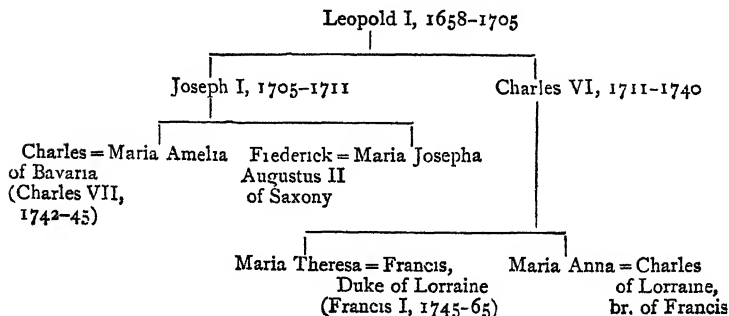 Leopold I, 1658–1705
Joseph I, 1705–1711
Charles VI, 1711–1740
Charles = Maria Amelia
of Bavaria
(Charles VII,
1742–45)
Frederick = Maria Josepha
Augustus II
of Saxony
Maria Theresa = Francis,
Duke of Lorraine
(Francis I, 1745–65)
Maria Anna = Charles
of Lorraine,
br. of Francis